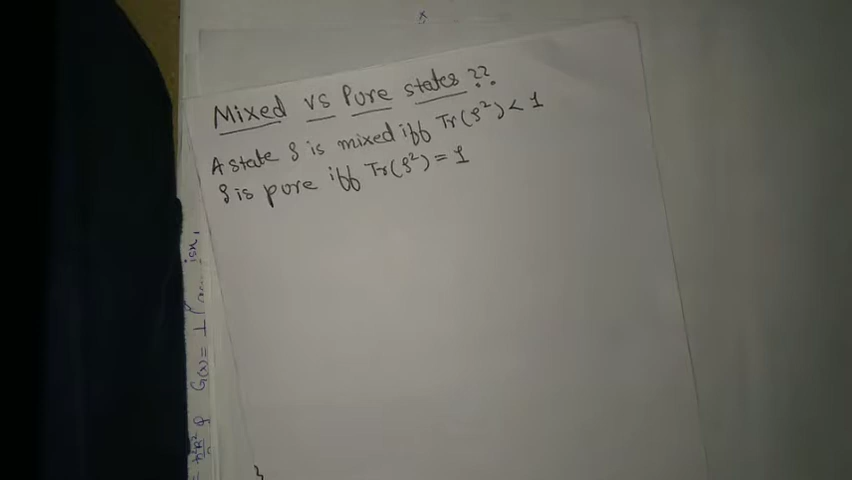 Mixed vs Pure states ??
A state ρ is mixed iff Tr(ρ²) < 1
ρ is pure iff Tr(ρ²) = 1
G(x) =